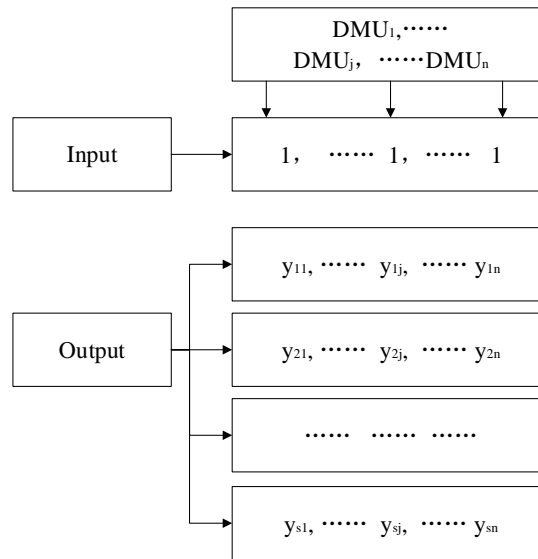 DMU₁,……
DMUⱼ, ……DMUₙ
Input
1, …… 1, …… 1
y₁₁, …… y₁ⱼ, …… y₁ₙ
Output
y₂₁, …… y₂ⱼ, …… y₂ₙ
…… …… ……
yₛ₁, …… yₛⱼ, …… yₛₙ